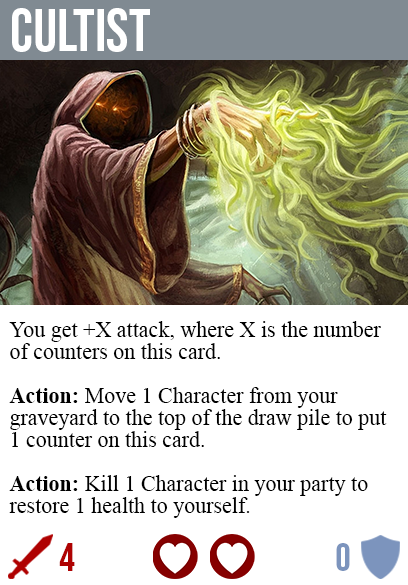 CULTIST
You get +X attack, where X is the number
of counters on this card.
Action: Move 1 Character from your
graveyard to the top of the draw pile to put
1 counter on this card.
Action: Kill 1 Character in your party to
restore 1 health to yourself.
4 0